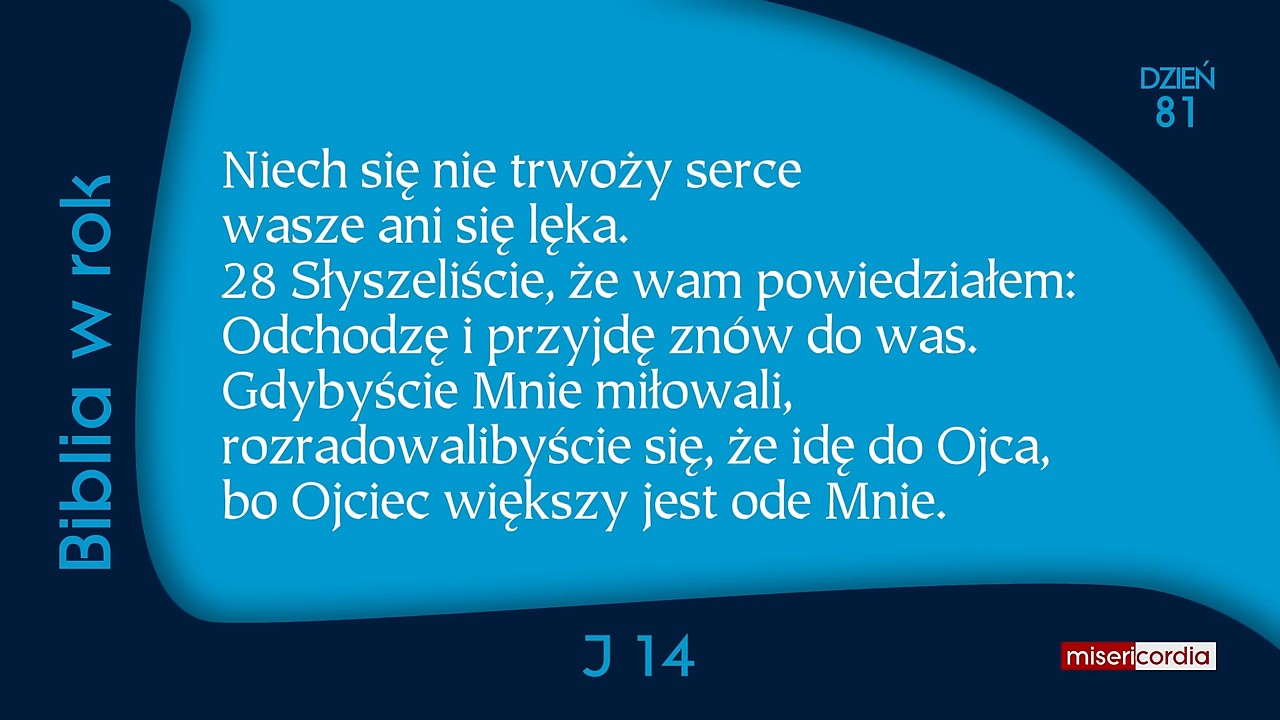 DZIEŃ
81
Niech się nie trwoży serce
wasze ani się lęka.
28 Słyszeliście, że wam powiedziałem:
Odchodzę i przyjdę znów do was.
Gdybyście Mnie miłowali,
rozradowalibyście się, że idę do Ojca,
bo Ojciec większy jest ode Mnie.
Biblia w rok
J 14
misericordia